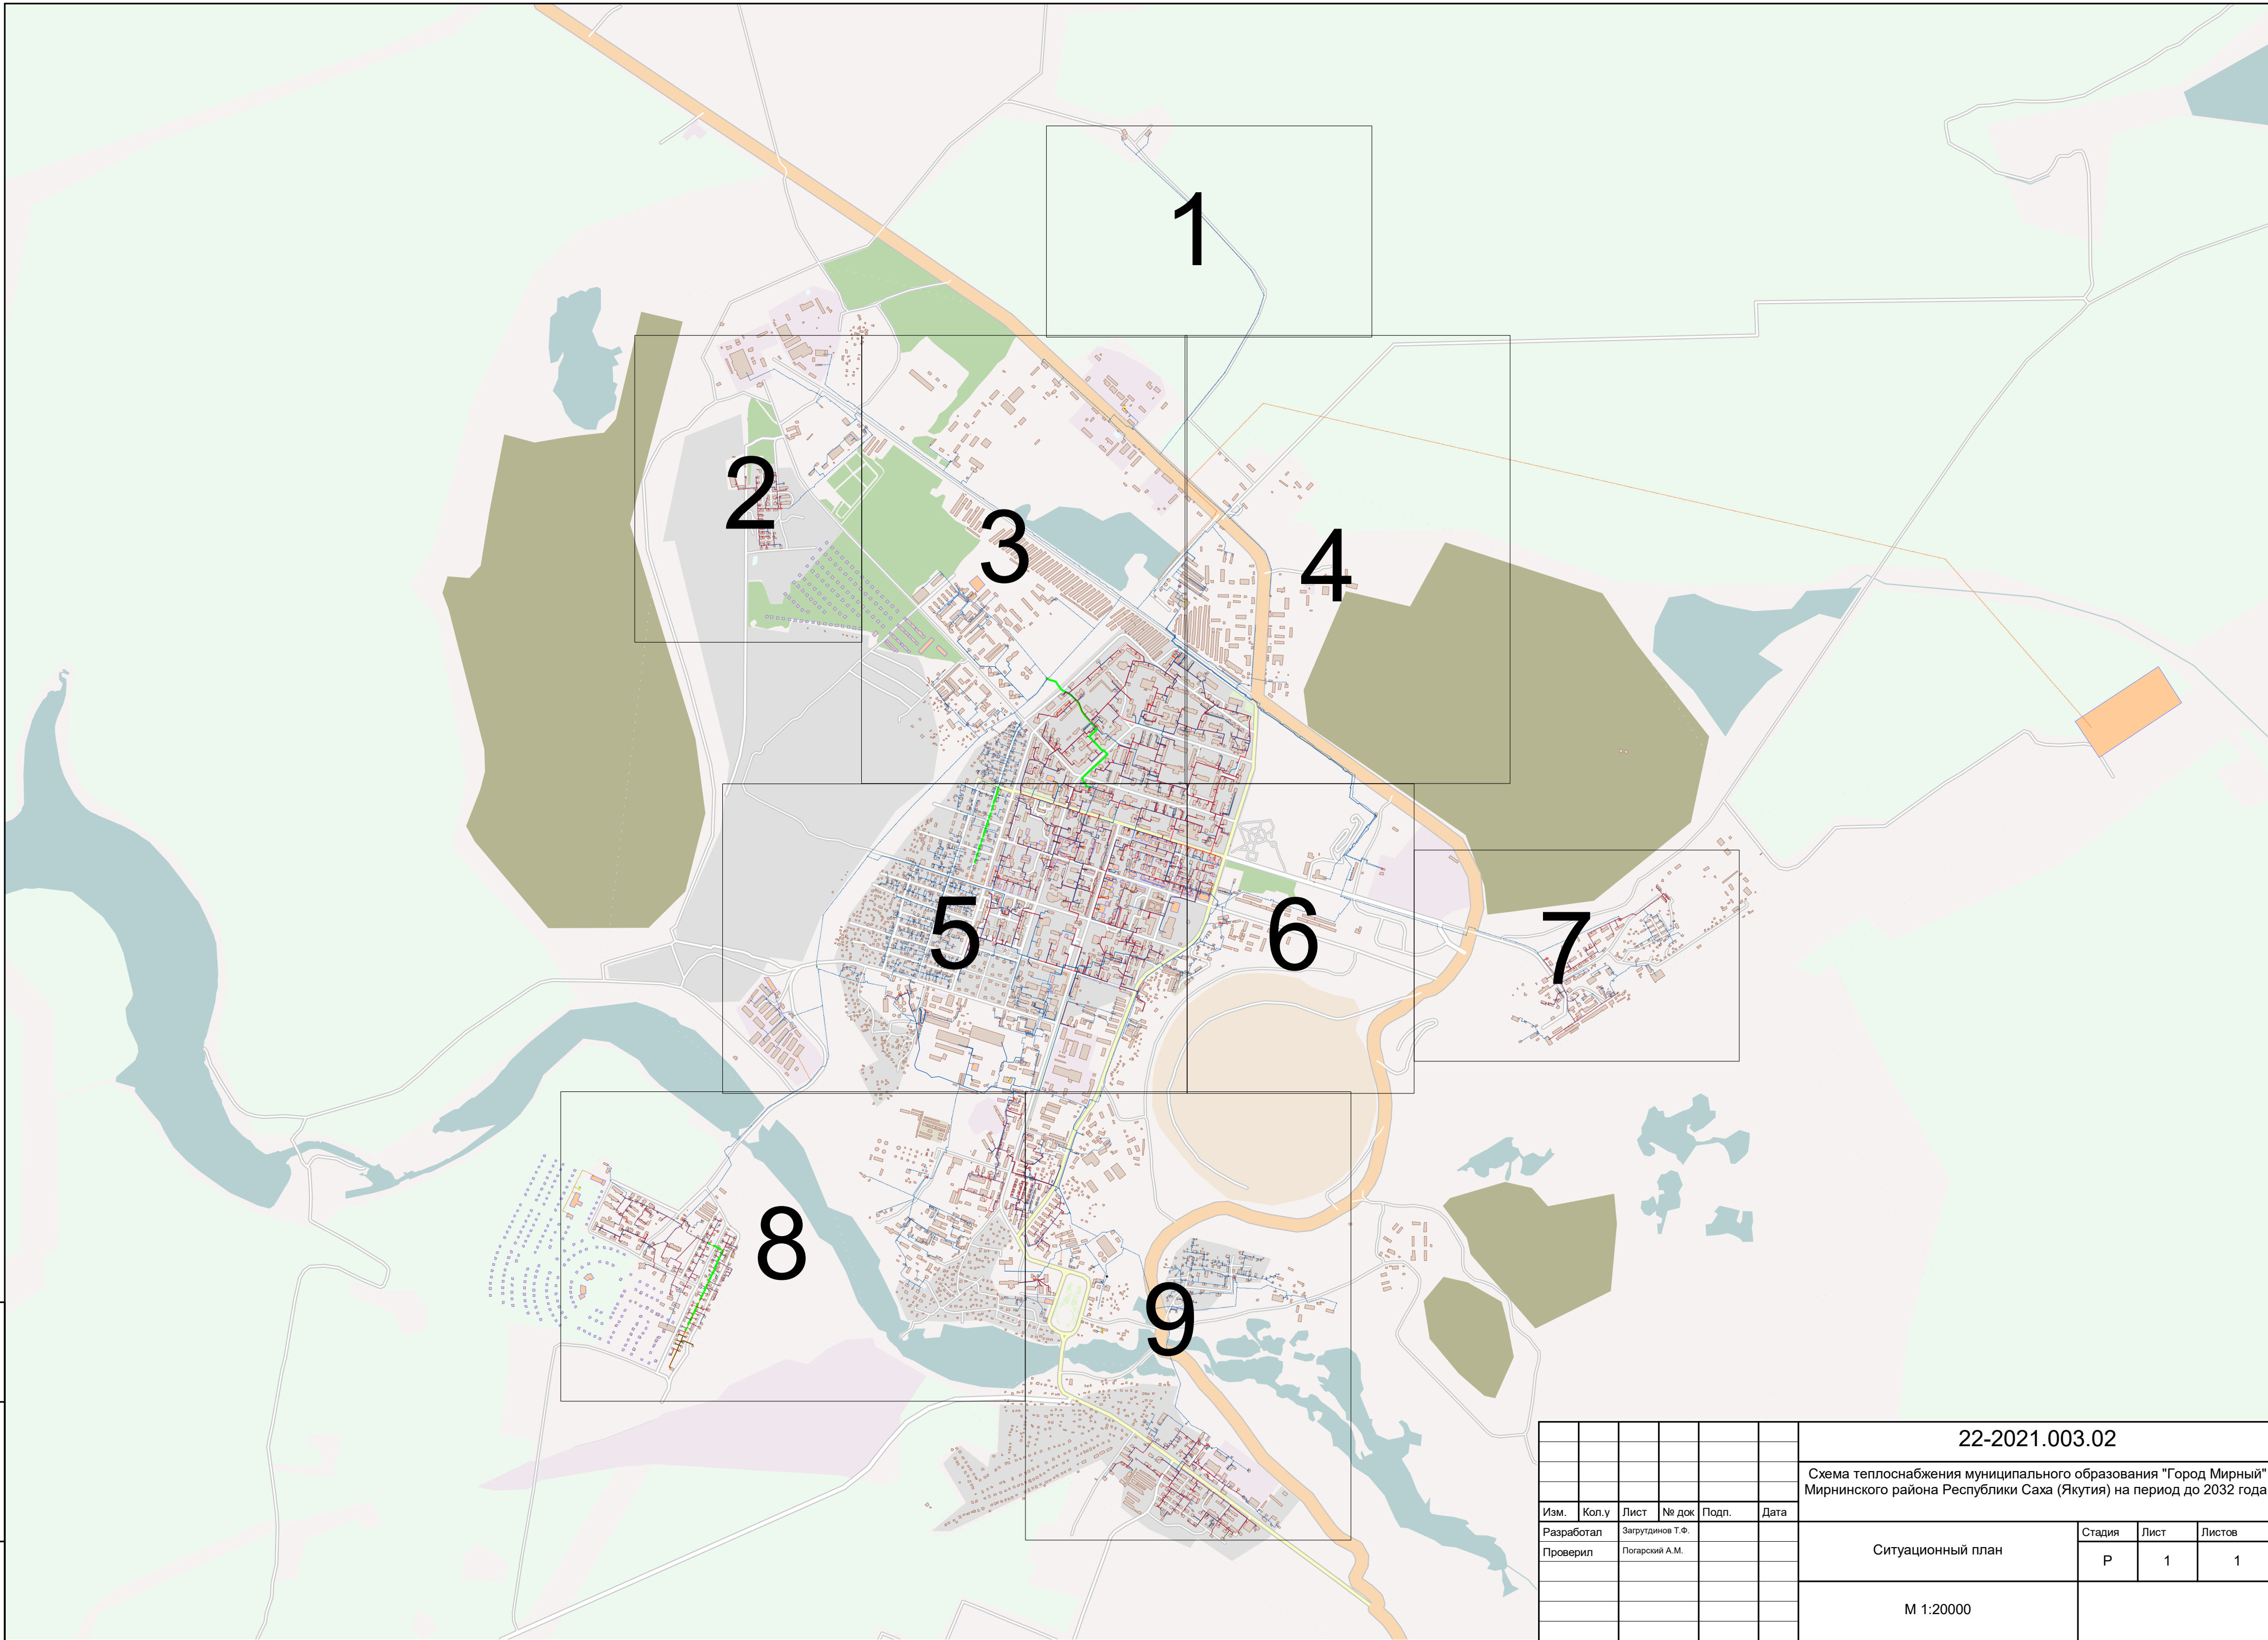 1
2
3
4
5
6
7
8
9
22-2021.003.02
Схема теплоснабжения муниципального образования "Город Мирный"
Мирнинского района Республики Саха (Якутия) на период до 2032 года
Изм. Кол.у Лист № док Подп. Дата
Разработал Загрутдинов Т.Ф.
Проверил Погарский А.М.
Ситуационный план
Стадия Лист Листов
Р 1 1
М 1:20000